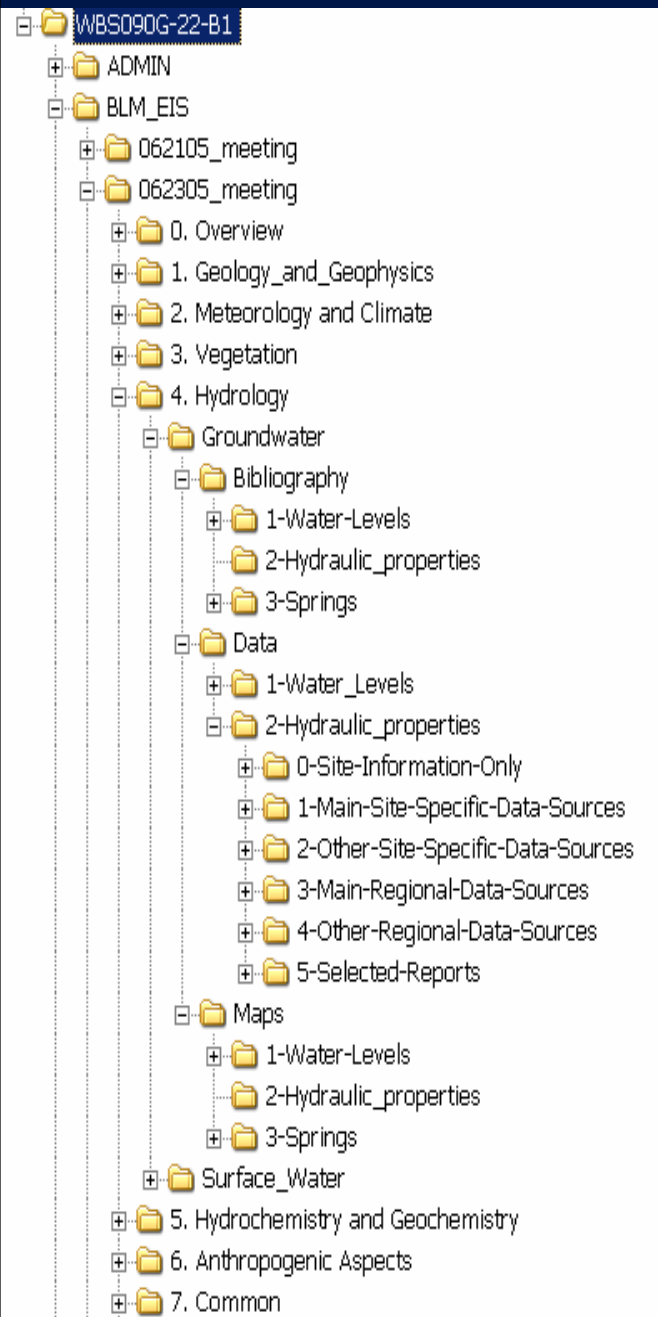 WBS090G-22-B1
ADMIN
BLM_EIS
062105_meeting
062305_meeting
0. Overview
1. Geology_and_Geophysics
2. Meteorology and Climate
3. Vegetation
4. Hydrology
Groundwater
Bibliography
1-Water-Levels
2-Hydraulic_properties
3-Springs
Data
1-Water_Levels
2-Hydraulic_properties
0-Site-Information-Only
1-Main-Site-Specific-Data-Sources
2-Other-Site-Specific-Data-Sources
3-Main-Regional-Data-Sources
4-Other-Regional-Data-Sources
5-Selected-Reports
Maps
1-Water-Levels
2-Hydraulic_properties
3-Springs
Surface_Water
5. Hydrochemistry and Geochemistry
6. Anthropogenic Aspects
7. Common